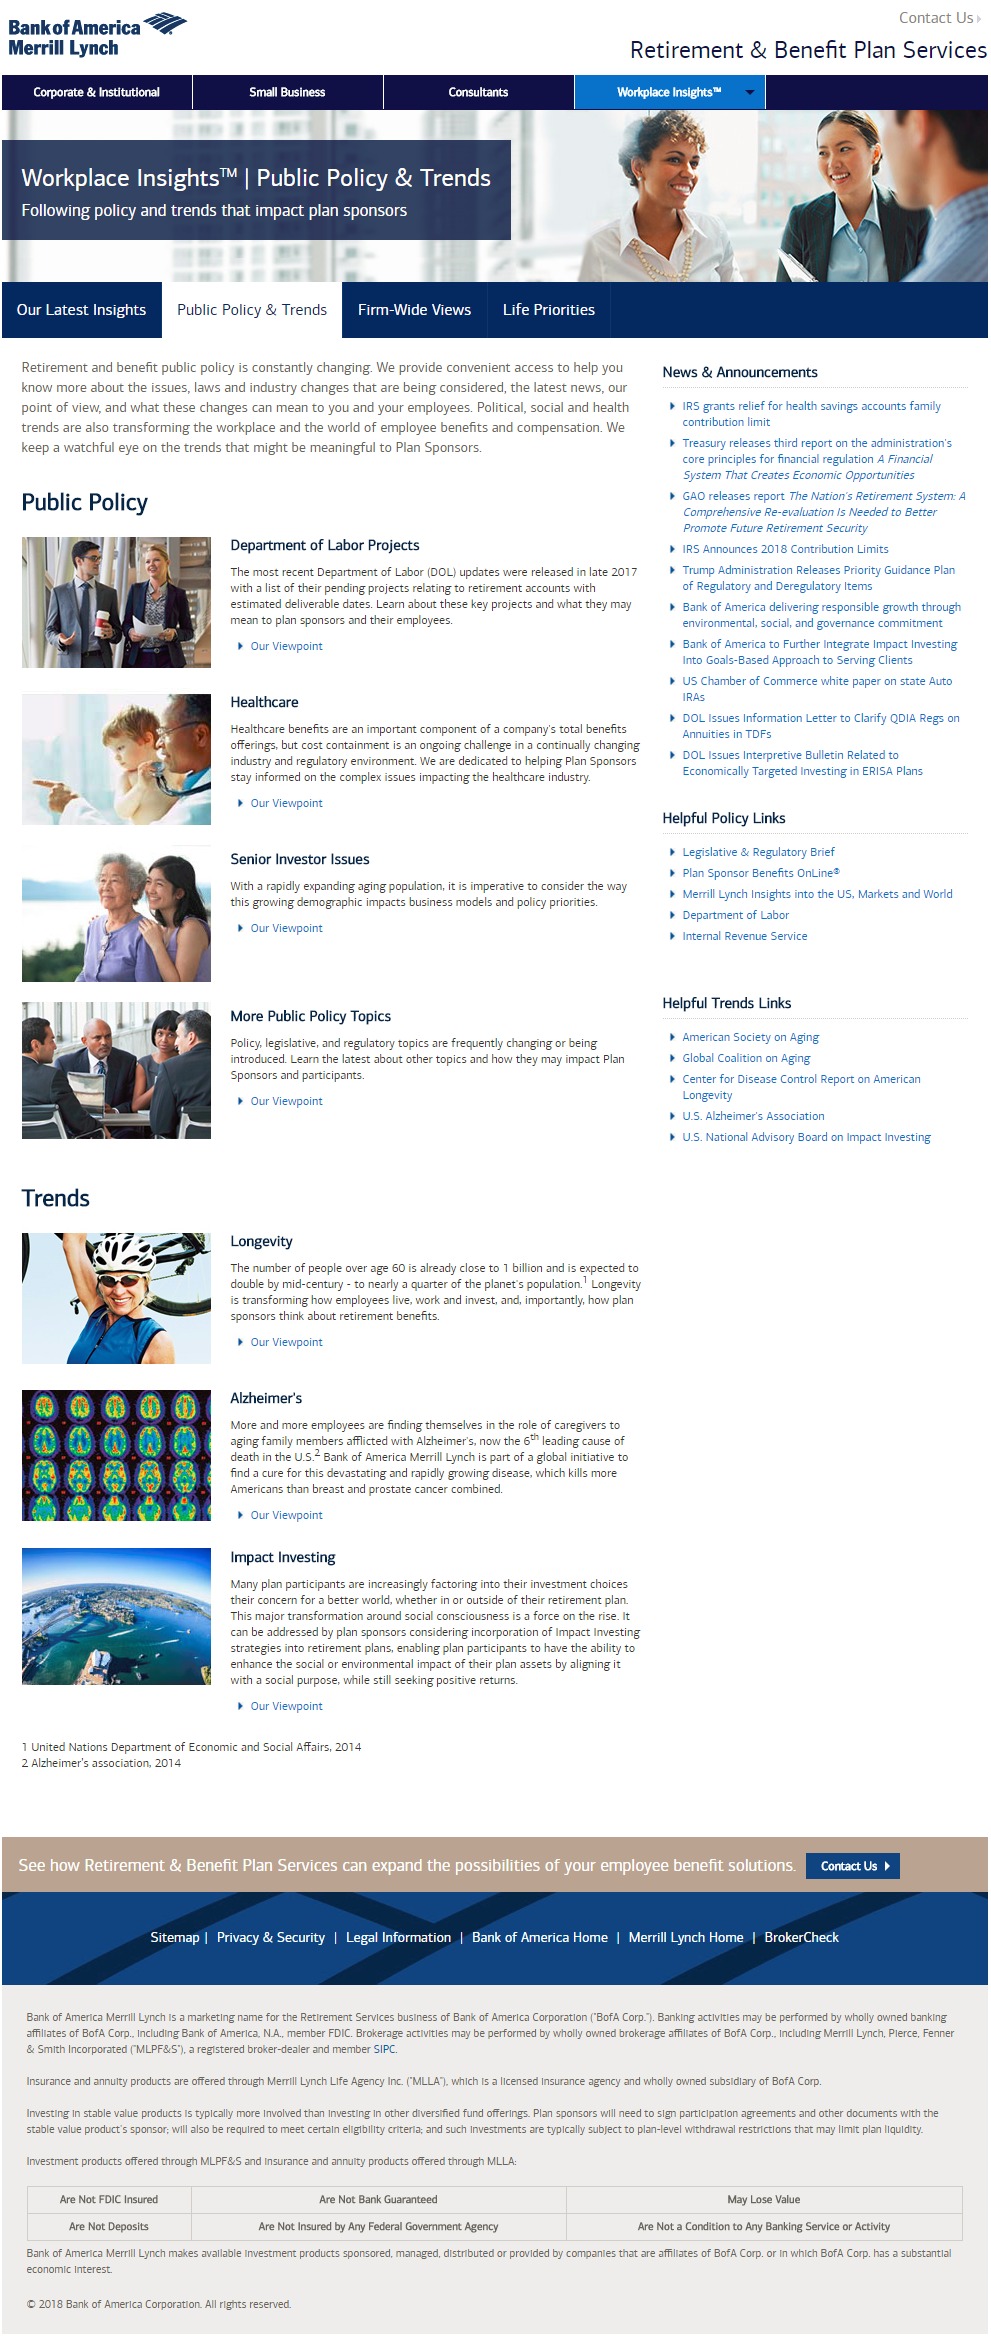 Bank of America
Merrill Lynch
Contact Us
Retirement & Benefit Plan Services
Corporate & Institutional
Small Business
Consultants
Workplace Insights™
Workplace Insights™ | Public Policy & Trends
Following policy and trends that impact plan sponsors
Our Latest Insights
Public Policy & Trends
Firm-Wide Views
Life Priorities
Retirement and benefit public policy is constantly changing. We provide convenient access to help you
know more about the issues, laws and industry changes that are being considered, the latest news, our
point of view, and what these changes can mean to you and your employees. Political, social and health
trends are also transforming the workplace and the world of employee benefits and compensation. We
keep a watchful eye on the trends that might be meaningful to Plan Sponsors.
Public Policy
Department of Labor Projects
The most recent Department of Labor (DOL) updates were released in late 2017
with a list of their pending projects relating to retirement accounts with
estimated deliverable dates. Learn about these key projects and what they may
mean to plan sponsors and their employees.
Our Viewpoint
Healthcare
Healthcare benefits are an important component of a company's total benefits
offerings, but cost containment is an ongoing challenge in a continually changing
industry and regulatory environment. We are dedicated to helping Plan Sponsors
stay informed on the complex issues impacting the healthcare industry.
Our Viewpoint
Senior Investor Issues
With a rapidly expanding aging population, it is imperative to consider the way
this growing demographic impacts business models and policy priorities.
Our Viewpoint
More Public Policy Topics
Policy, legislative, and regulatory topics are frequently changing or being
introduced. Learn the latest about other topics and how they may impact Plan
Sponsors and participants.
Our Viewpoint
Trends
Longevity
The number of people over age 60 is already close to 1 billion and is expected to
double by mid-century - to nearly a quarter of the planet's population.1 Longevity
is transforming how employees live, work and invest, and, importantly, how plan
sponsors think about retirement benefits.
Our Viewpoint
Alzheimer's
More and more employees are finding themselves in the role of caregivers to
aging family members afflicted with Alzheimer's, now the 6th leading cause of
death in the U.S.2 Bank of America Merrill Lynch is part of a global initiative to
find a cure for this devastating and rapidly growing disease, which kills more
Americans than breast and prostate cancer combined.
Our Viewpoint
Impact Investing
Many plan participants are increasingly factoring into their investment choices
their concern for a better world, whether in or outside of their retirement plan.
This major transformation around social consciousness is a force on the rise. It
can be addressed by plan sponsors considering incorporation of Impact Investing
strategies into retirement plans, enabling plan participants to have the ability to
enhance the social or environmental impact of their plan assets by aligning it
with a social purpose, while still seeking positive returns.
Our Viewpoint
1 United Nations Department of Economic and Social Affairs, 2014
2 Alzheimer's association, 2014
News & Announcements
IRS grants relief for health savings accounts family
contribution limit
Treasury releases third report on the administration's
core principles for financial regulation A Financial
System That Creates Economic Opportunities
GAO releases report The Nation's Retirement System: A
Comprehensive Re-evaluation Is Needed to Better
Promote Future Retirement Security
IRS Announces 2018 Contribution Limits
Trump Administration Releases Priority Guidance Plan
of Regulatory and Deregulatory Items
Bank of America delivering responsible growth through
environmental, social, and governance commitment
Bank of America to Further Integrate Impact Investing
Into Goals-Based Approach to Serving Clients
US Chamber of Commerce white paper on state Auto
IRAs
DOL Issues Information Letter to Clarify QDIA Regs on
Annuities in TDFs
DOL Issues Interpretive Bulletin Related to
Economically Targeted Investing in ERISA Plans
Helpful Policy Links
Legislative & Regulatory Brief
Plan Sponsor Benefits OnLine®
Merrill Lynch Insights into the US, Markets and World
Department of Labor
Internal Revenue Service
Helpful Trends Links
American Society on Aging
Global Coalition on Aging
Center for Disease Control Report on American
Longevity
U.S. Alzheimer's Association
U.S. National Advisory Board on Impact Investing
See how Retirement & Benefit Plan Services can expand the possibilities of your employee benefit solutions.
Contact Us
Sitemap | Privacy & Security | Legal Information | Bank of America Home | Merrill Lynch Home | BrokerCheck
Bank of America Merrill Lynch is a marketing name for the Retirement Services business of Bank of America Corporation ("BofA Corp."). Banking activities may be performed by wholly owned banking
affiliates of BofA Corp., including Bank of America, N.A., member FDIC. Brokerage activities may be performed by wholly owned brokerage affiliates of BofA Corp., including Merrill Lynch, Pierce, Fenner
& Smith Incorporated ("MLPF&S"), a registered broker-dealer and member SIPC.
Insurance and annuity products are offered through Merrill Lynch Life Agency Inc. ("MLLA"), which is a licensed insurance agency and wholly owned subsidiary of BofA Corp.
Investing in stable value products is typically more involved than investing in other diversified fund offerings. Plan sponsors will need to sign participation agreements and other documents with the
stable value product's sponsor; will also be required to meet certain eligibility criteria; and such investments are typically subject to plan-level withdrawal restrictions that may limit plan liquidity.
Investment products offered through MLPF&S and insurance and annuity products offered through MLLA:
Are Not FDIC Insured
Are Not Bank Guaranteed
May Lose Value
Are Not Deposits
Are Not Insured by Any Federal Government Agency
Are Not a Condition to Any Banking Service or Activity
Bank of America Merrill Lynch makes available investment products sponsored, managed, distributed or provided by companies that are affiliates of BofA Corp. or in which BofA Corp. has a substantial
economic interest.
© 2018 Bank of America Corporation. All rights reserved.